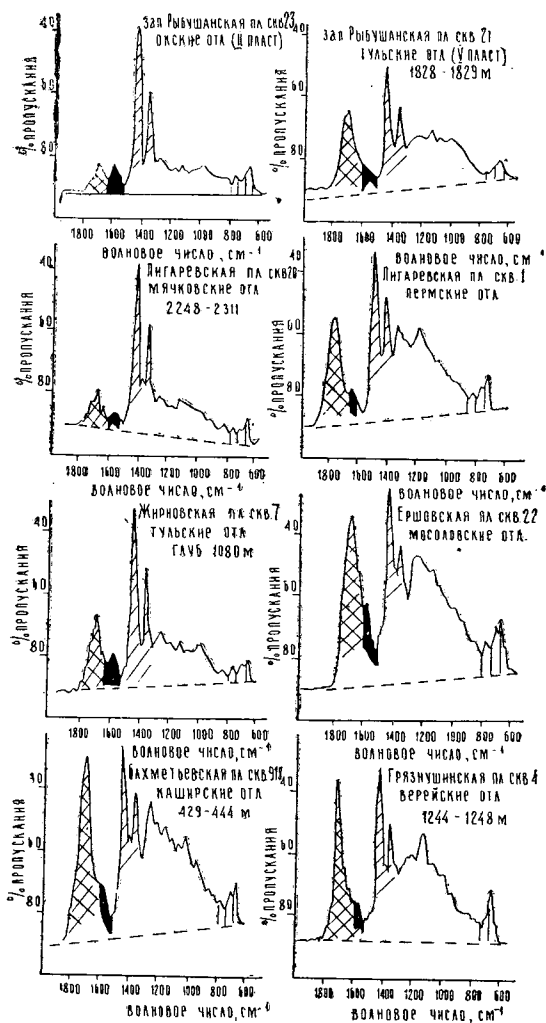 Зап Рыбушанская пл скв 23
окские отл (II пласт)
% пропускания
40
60
80
1800 1600 1400 1200 1000 800 600
волновое число, см⁻¹
Зап Рыбушанская пл скв 21
тульские отл (V пласт)
1828 - 1829 м
% пропускания
40
60
80
1800 1600 1400 1200 1000 800 600
волновое число, см⁻¹
Лигаревская пл скв 20
мячковские отл
2248 - 2311
% пропускания
40
60
80
1800 1600 1400 1200 1000 800 600
волновое число, см⁻¹
Лигаревская пл скв. 1
пермские отл
% пропускания
40
60
80
1800 1600 1400 1200 1000 800 600
волновое число, см⁻¹
Жирновская пл скв. 7
тульские отл
глуб 1080 м
% пропускания
40
60
80
1800 1600 1400 1200 1000 800 600
волновое число, см⁻¹
Ершовская пл скв. 22
мосоловские отл.
% пропускания
40
60
80
1800 1600 1400 1200 1000 800 600
волновое число, см⁻¹
Бахметьевская пл скв
каширские отл
429 - 444 м
% пропускания
40
60
80
1800 1600 1400 1200 1000 800 600
волновое число, см⁻¹
Грязнушинская пл скв 4
верейские отл
1244 - 1248 м
% пропускания
40
60
80
1800 1600 1400 1200 1000 800 600
волновое число, см⁻¹